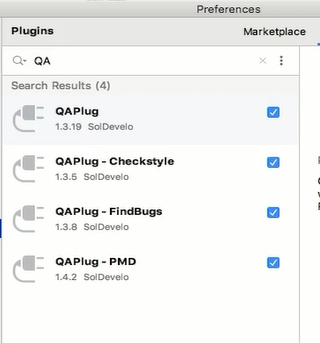 Preferences
Plugins
Marketplace
QA
Search Results (4)
QAPlug
1.3.19 SolDevelo
QAPlug - Checkstyle
1.3.5 SolDevelo
QAPlug - FindBugs
1.3.8 SolDevelo
QAPlug - PMD
1.4.2 SolDevelo